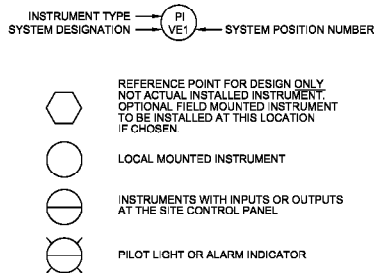 INSTRUMENT TYPE
PI
SYSTEM DESIGNATION
VE1
SYSTEM POSITION NUMBER
REFERENCE POINT FOR DESIGN ONLY
NOT ACTUAL INSTALLED INSTRUMENT.
OPTIONAL FIELD MOUNTED INSTRUMENT
TO BE INSTALLED AT THIS LOCATION
IF CHOSEN.
LOCAL MOUNTED INSTRUMENT
INSTRUMENTS WITH INPUTS OR OUTPUTS
AT THE SITE CONTROL PANEL
PILOT LIGHT OR ALARM INDICATOR